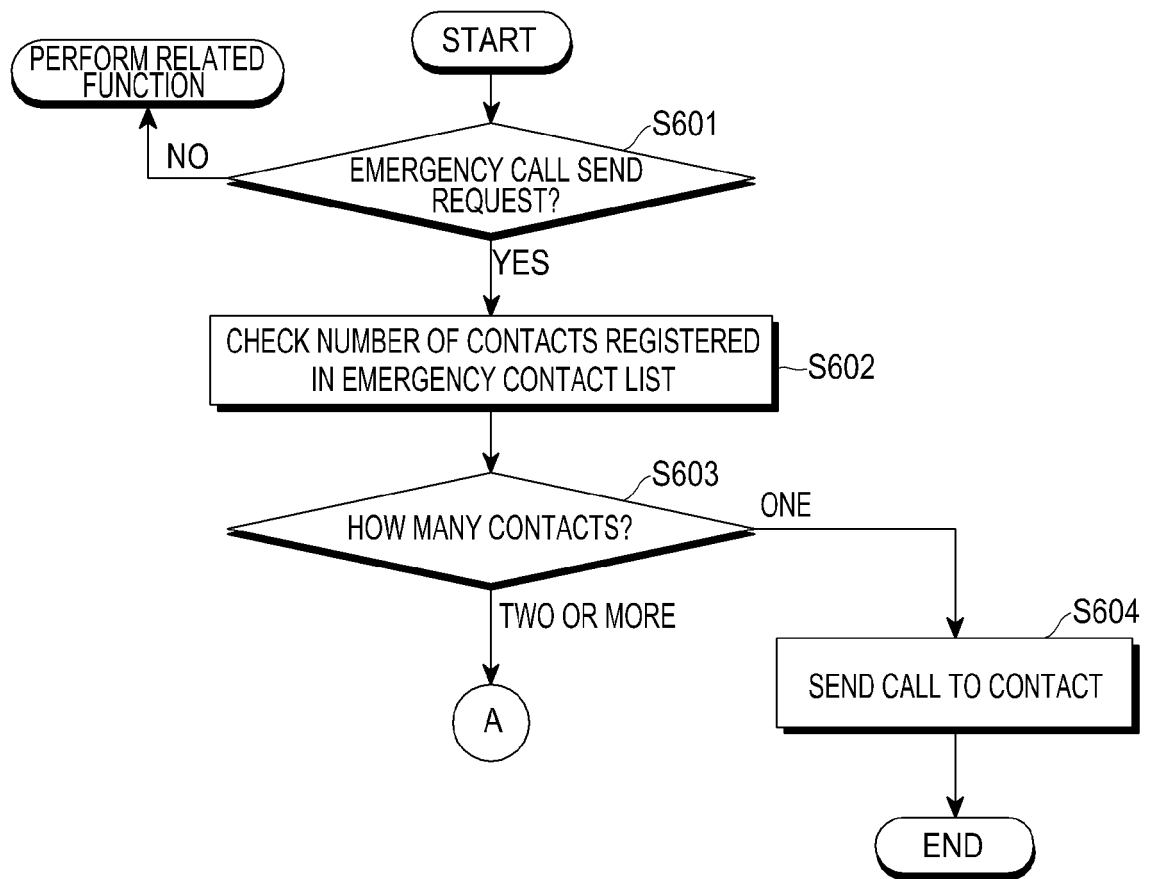 START
PERFORM RELATED
FUNCTION
S601
NO
EMERGENCY CALL SEND
REQUEST?
YES
CHECK NUMBER OF CONTACTS REGISTERED
IN EMERGENCY CONTACT LIST
S602
S603
HOW MANY CONTACTS?
ONE
TWO OR MORE
S604
SEND CALL TO CONTACT
A
END